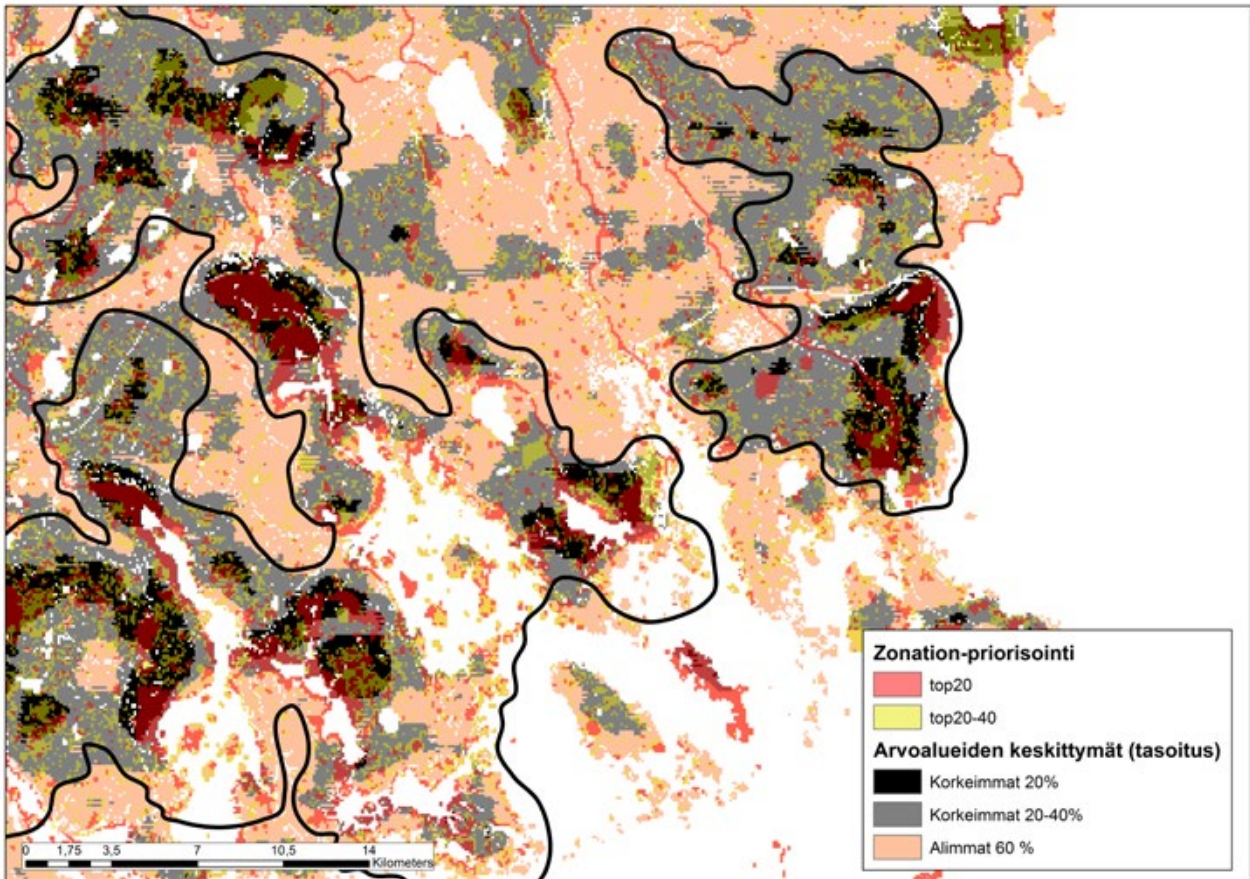 Zonation-priorisointi
top20
top20-40
Arvoalueiden keskittymät (tasoitus)
Korkeimmat 20%
Korkeimmat 20-40%
Alimmat 60 %
0 1,75 3,5 7 10,5 14
Kilometers